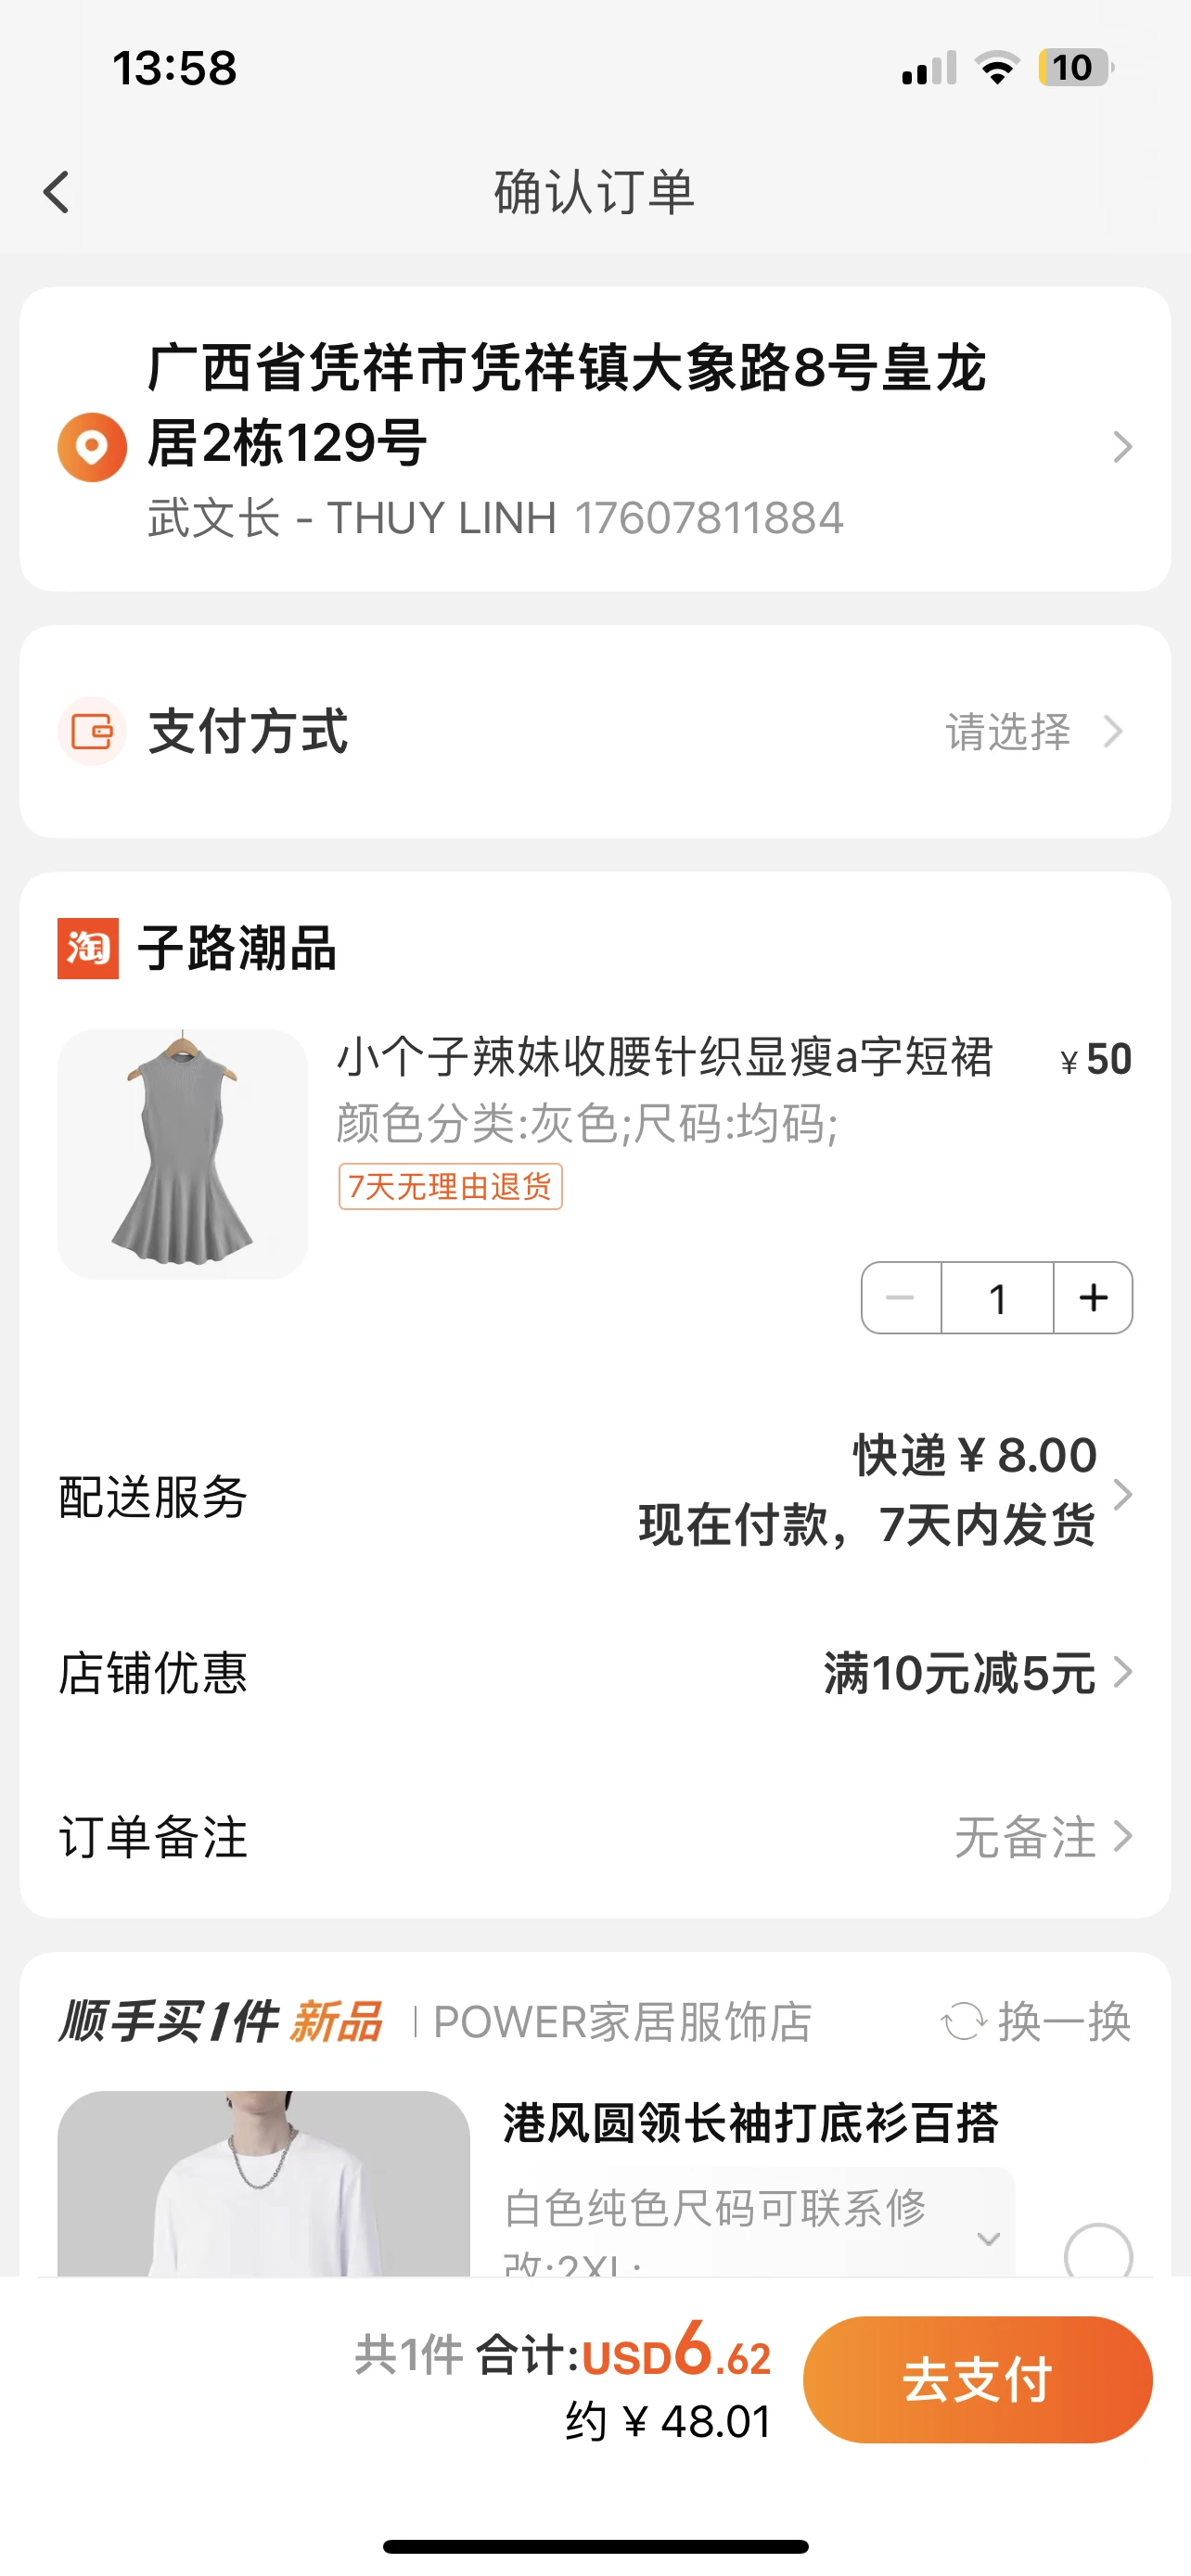 13:58
10
确认订单
广西省凭祥市凭祥镇大象路8号皇龙
居2栋129号
武文长 - THUY LINH 17607811884
支付方式 请选择
淘 子路潮品
小个子辣妹收腰针织显瘦a字短裙 ¥50
颜色分类:灰色;尺码:均码;
7天无理由退货
1
快递 ¥ 8.00
配送服务
现在付款，7天内发货
店铺优惠 满10元减5元
订单备注 无备注
顺手买1件 新品 | POWER家居服饰店 换一换
港风圆领长袖打底衫百搭
白色纯色尺码可联系修
改:2XL;
共1件 合计:USD6.62
约 ¥ 48.01
去支付